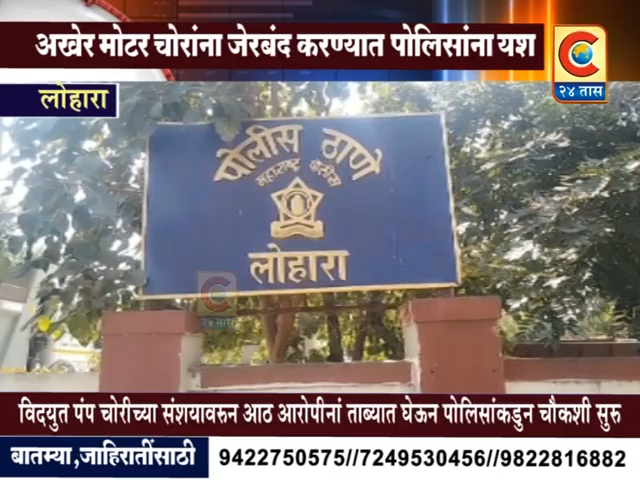 अखेर मोटर चोरांना जेरबंद करण्यात पोलिसांना यश
C
२४ तास
लोहारा
पोलीस ठाणे
महाराष्ट्र पोलीस
लोहारा
C
२४ तास
विदयुत पंप चोरीच्या संशयावरुन आठ आरोपीनां ताब्यात घेऊन पोलिसांकडुन चौकशी सुरु
बातम्या,जाहिरातींसाठी
9422750575//7249530456//9822816882